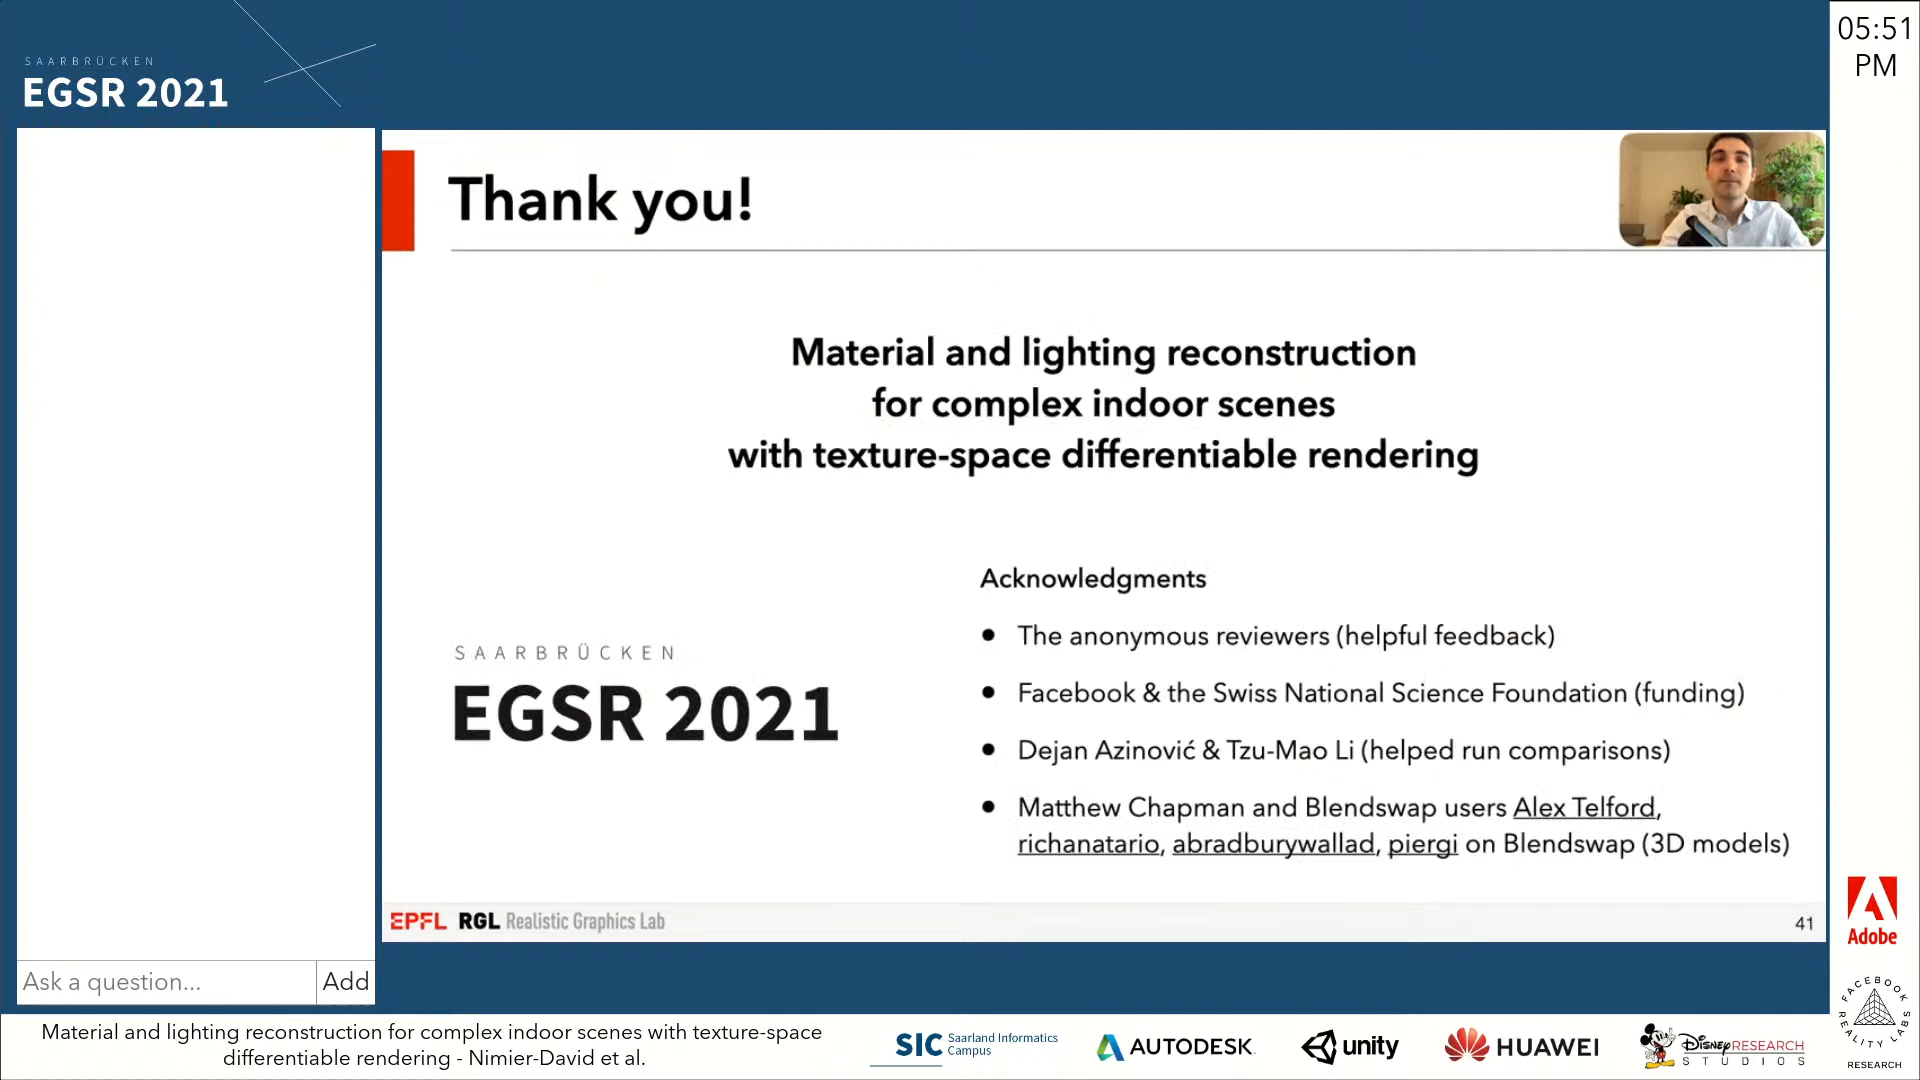 SAARBRÜCKEN
EGSR 2021
05:51
PM
Thank you!
Material and lighting reconstruction
for complex indoor scenes
with texture-space differentiable rendering
SAARBRÜCKEN
EGSR 2021
Acknowledgments
• The anonymous reviewers (helpful feedback)
• Facebook & the Swiss National Science Foundation (funding)
• Dejan Azinović & Tzu-Mao Li (helped run comparisons)
• Matthew Chapman and Blendswap users Alex Telford,
richanatario, abradburywallad, piergi on Blendswap (3D models)
EPFL RGL Realistic Graphics Lab
41
Ask a question...
Add
Material and lighting reconstruction for complex indoor scenes with texture-space
differentiable rendering - Nimier-David et al.
SIC Saarland Informatics
Campus
AUTODESK
unity
HUAWEI
Disney RESEARCH
STUDIOS
Adobe
FACEBOOK
REALITY LABS
RESEARCH